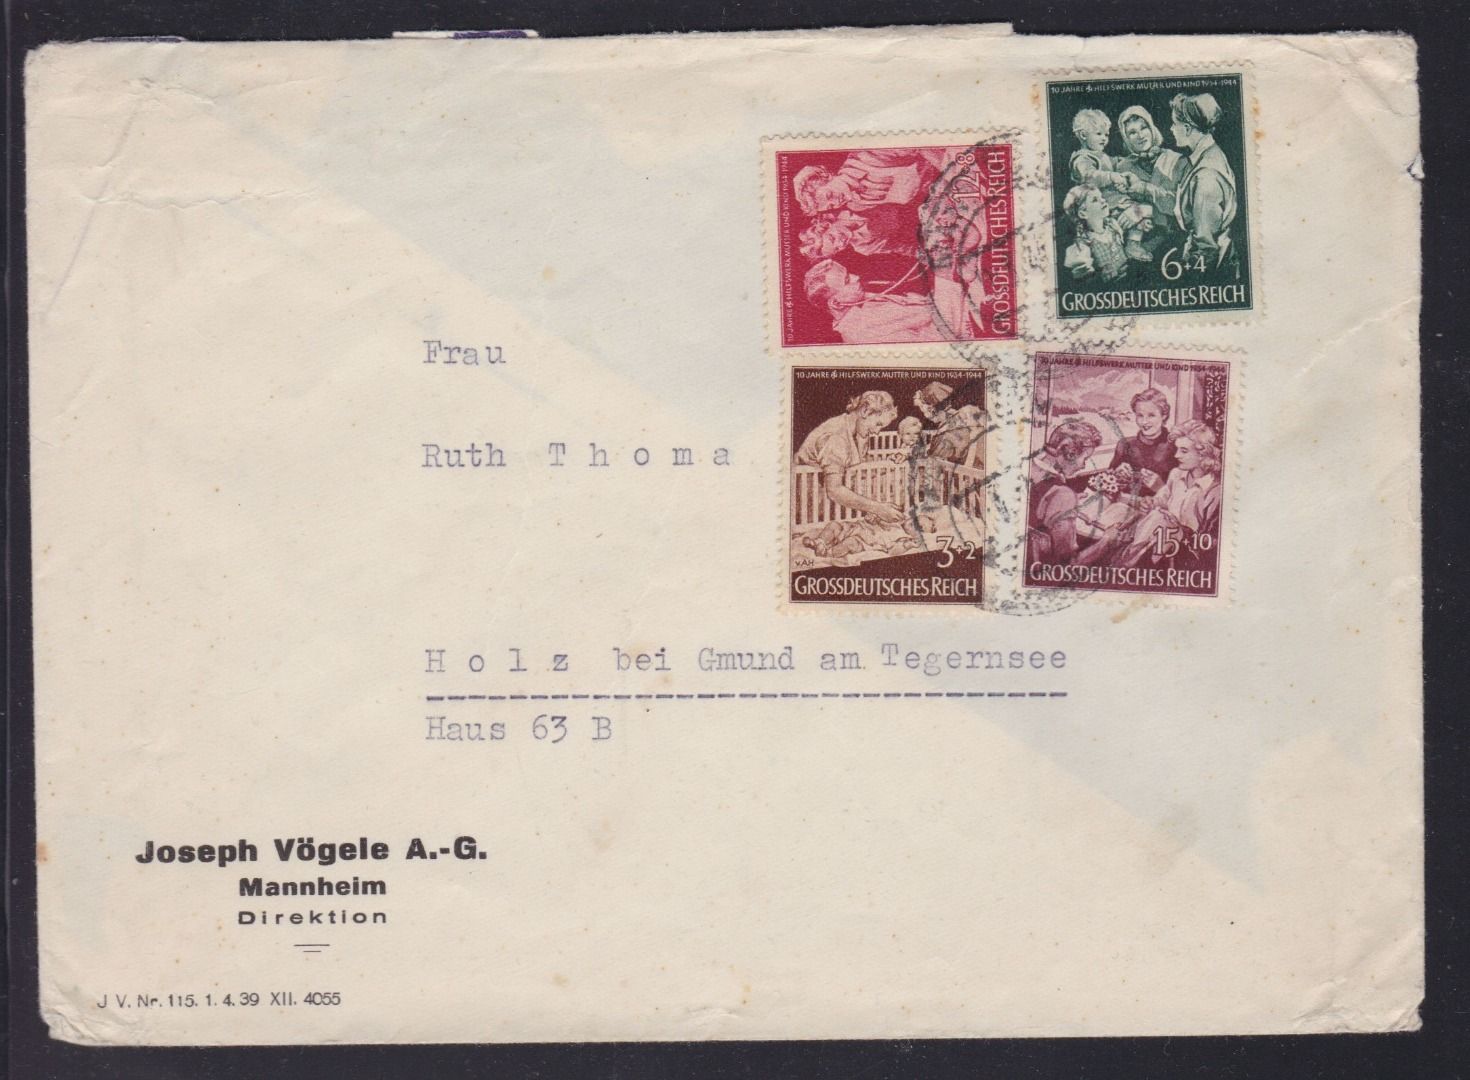 10 JAHRE HILFSWERK MUTTER UND KIND 1934-1944
6+4
GROSSDEUTSCHES REICH
10 JAHRE HILFSWERK MUTTER UND KIND 1934-1944
12+8
GROSSDEUTSCHES REICH
10 JAHRE HILFSWERK MUTTER UND KIND 1934-1944
3+2
v.AH
GROSSDEUTSCHES REICH
10 JAHRE HILFSWERK MUTTER UND KIND 1934-1944
15+10
GROSSDEUTSCHES REICH
Frau
Ruth T h o m a
H o l z bei Gmund am Tegernsee
Haus 63 B
Joseph Vögele A.-G.
Mannheim
Direktion
J V. Nr. 115. 1. 4. 39 XII. 4055